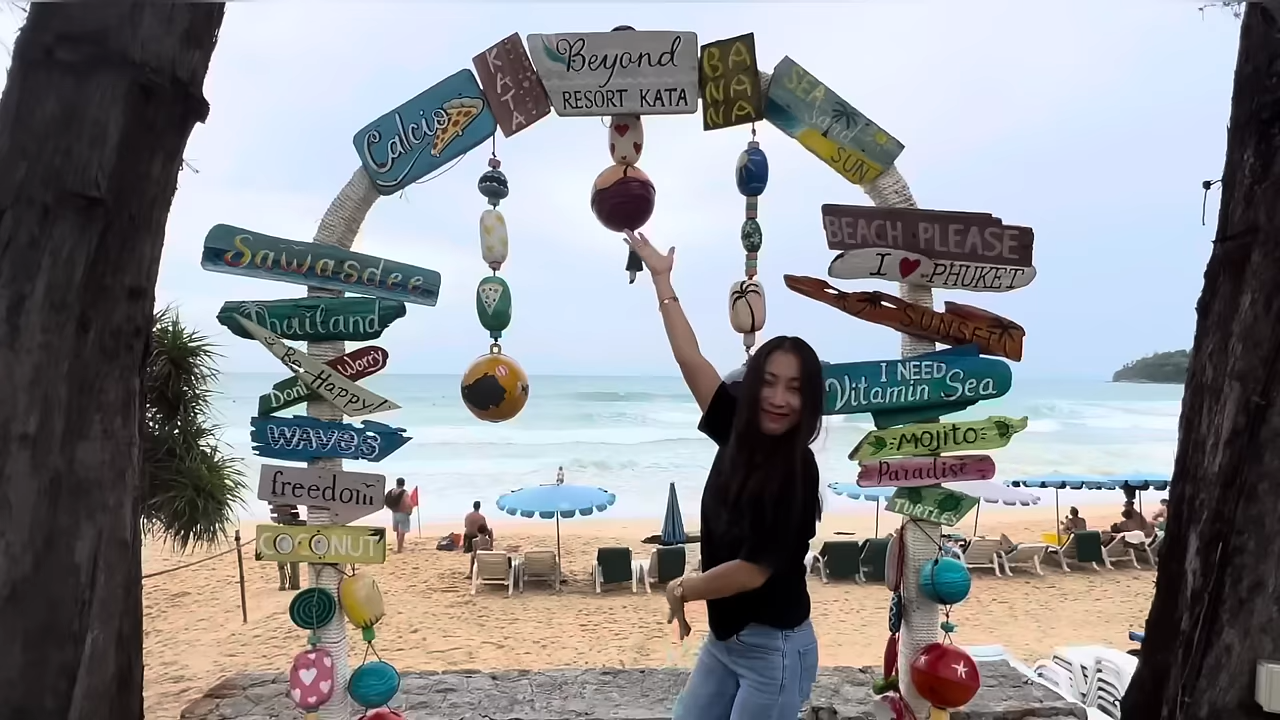 Beyond
RESORT KATA
KATA
BANANA
Calcio
SEA
Sand
SUN
Sawasdee
Thailand
Don't Worry
Be Happy!
WAVES
freedom
COCONUT
BEACH PLEASE
I ❤ PHUKET
SUNSET
I NEED
Vitamin Sea
MOJITO
Paradise
TURTLES